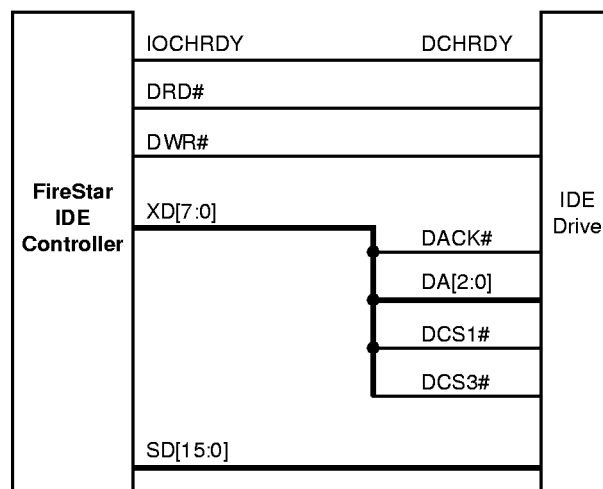 IOCHRDY DCHRDY
DRD#
DWR#
FireStar
IDE
Controller
XD[7:0]
IDE
Drive
DACK#
DA[2:0]
DCS1#
DCS3#
SD[15:0]